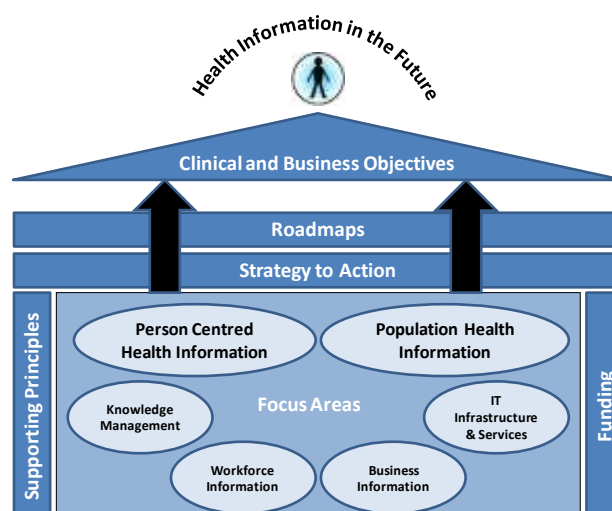 Health Information in the Future
Clinical and Business Objectives
Roadmaps
Strategy to Action
Supporting Principles
Person Centred
Health Information
Population Health
Information
Focus Areas
Knowledge
Management
IT
Infrastructure
& Services
Workforce
Information
Business
Information
Funding